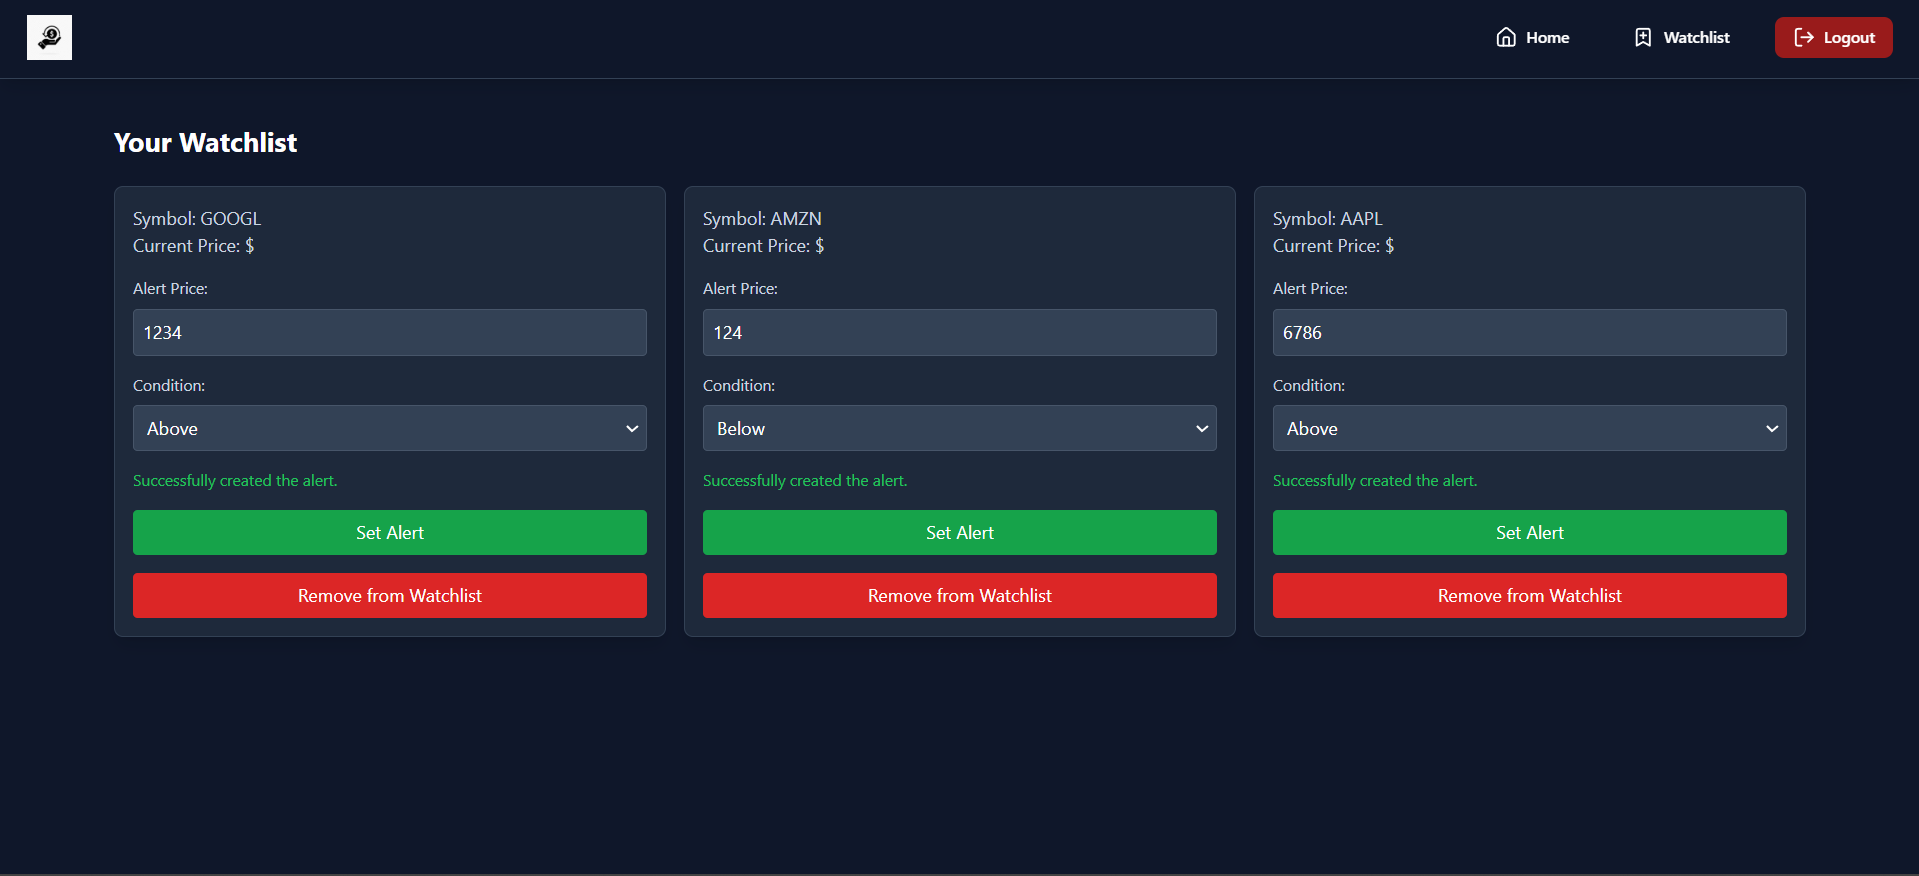 Home
Watchlist
Logout
Your Watchlist
Symbol: GOOGL
Current Price: $
Alert Price:
1234
Condition:
Above
Successfully created the alert.
Set Alert
Remove from Watchlist
Symbol: AMZN
Current Price: $
Alert Price:
124
Condition:
Below
Successfully created the alert.
Set Alert
Remove from Watchlist
Symbol: AAPL
Current Price: $
Alert Price:
6786
Condition:
Above
Successfully created the alert.
Set Alert
Remove from Watchlist